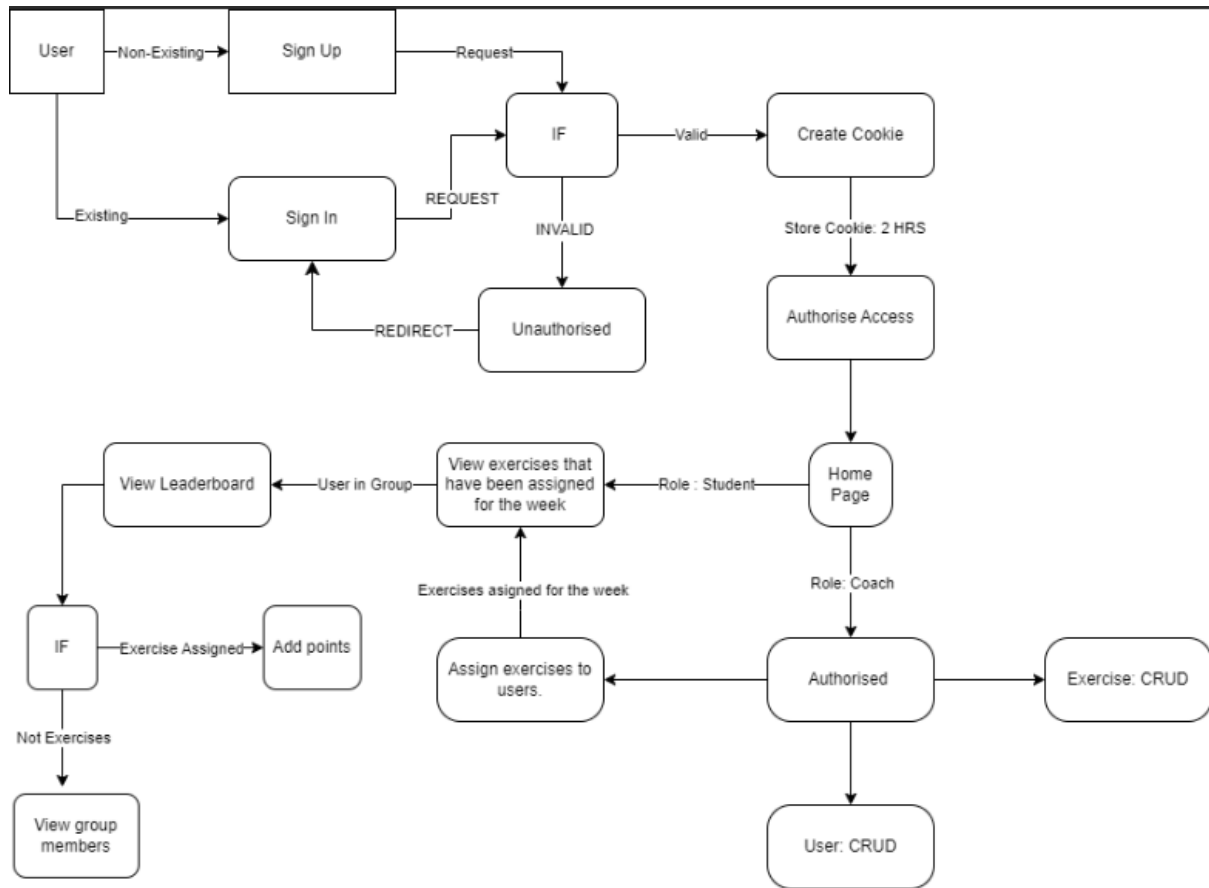 User
Non-Existing
Sign Up
Request
IF
Valid
Create Cookie
Existing
Sign In
REQUEST
INVALID
Store Cookie: 2 HRS
REDIRECT
Unauthorised
Authorise Access
View Leaderboard
User in Group
View exercises that
have been assigned
for the week
Role : Student
Home
Page
Exercises asigned for the week
Role: Coach
IF
Exercise Assigned
Add points
Assign exercises to
users.
Authorised
Exercise: CRUD
Not Exercises
View group
members
User: CRUD